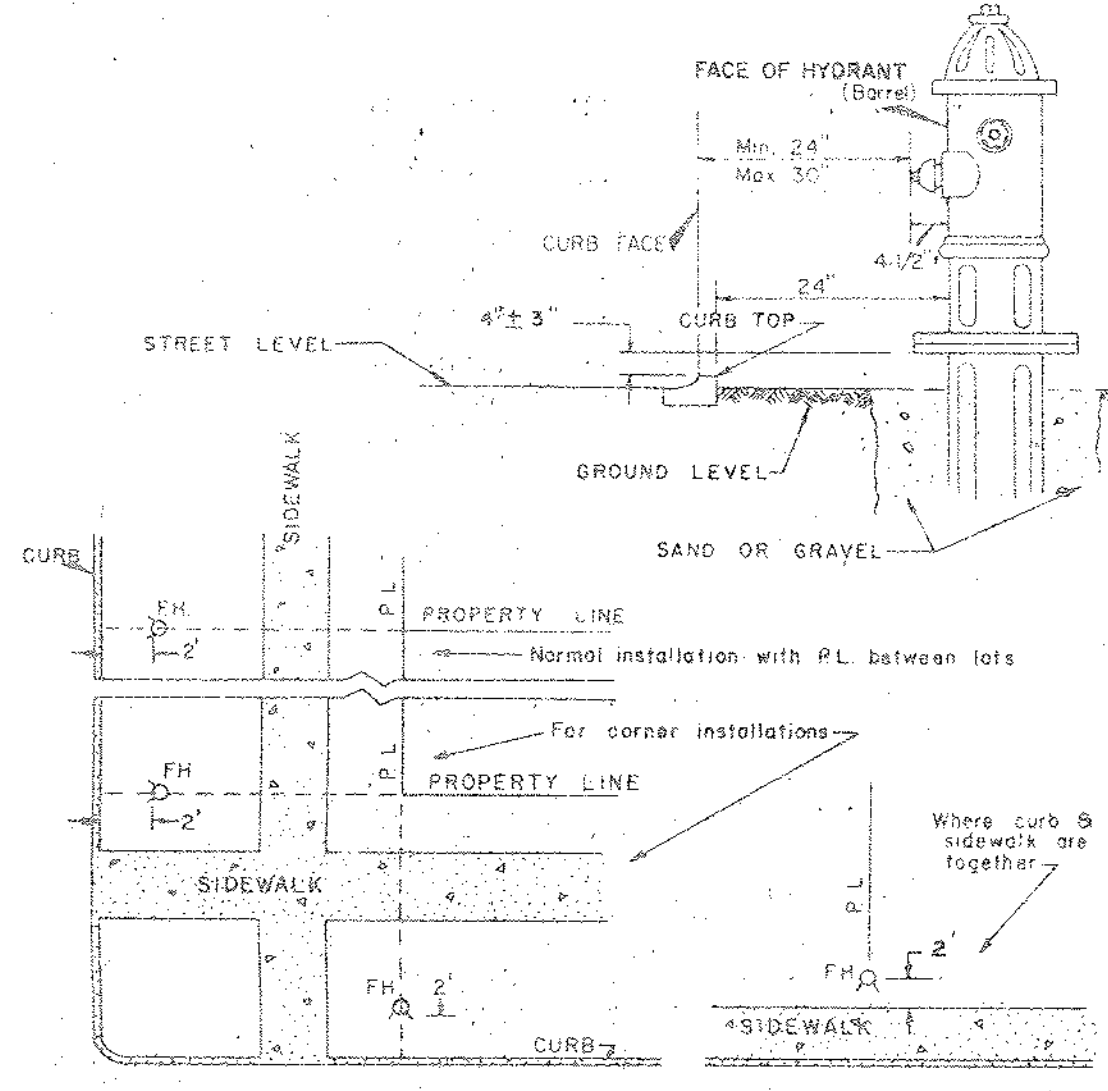 FACE OF HYDRANT
(Barrel)
Min. 24"
Max 30"
CURB FACE
4 1/2"
24"
4" ± 3"
CURB TOP
STREET LEVEL
GROUND LEVEL
SAND OR GRAVEL
SIDEWALK
CURB
F.H.
P L
PROPERTY LINE
2'
Normal installation with P.L. between lots
For corner installations
FH
P L
PROPERTY LINE
2'
Where curb &
sidewalk are
together
SIDEWALK
P L
2'
FH
FH
2'
SIDEWALK
CURB